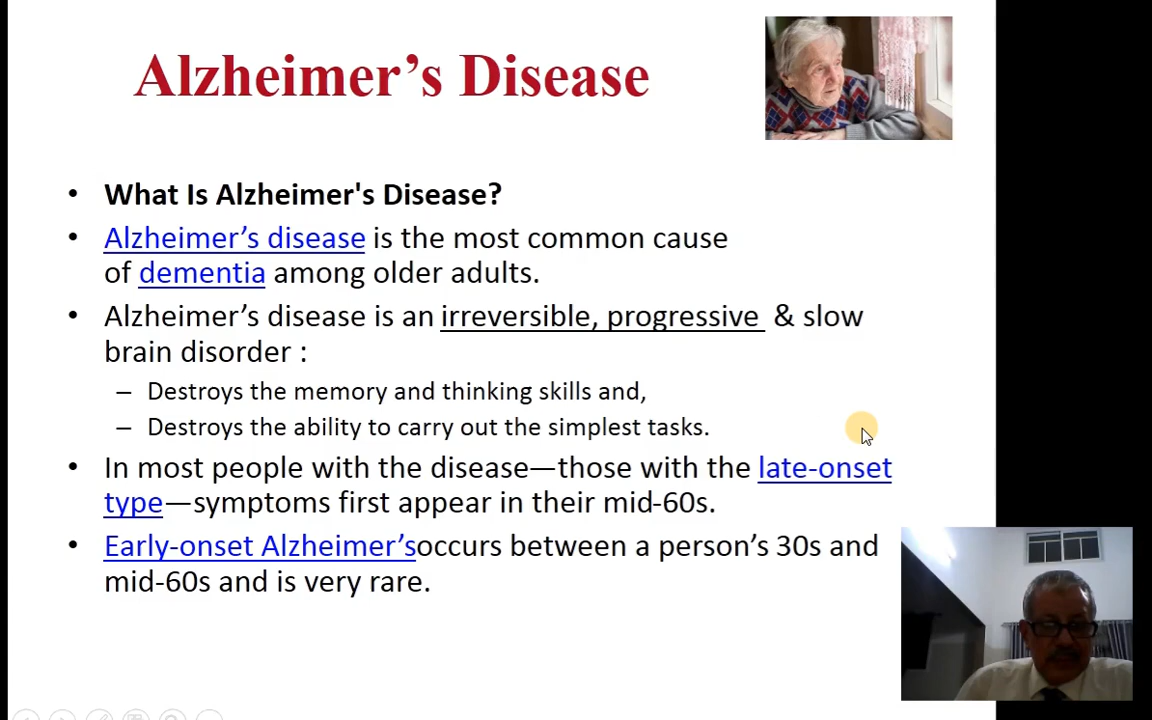 Alzheimer’s Disease
• What Is Alzheimer's Disease?
• Alzheimer’s disease is the most common cause
of dementia among older adults.
• Alzheimer’s disease is an irreversible, progressive & slow
brain disorder :
– Destroys the memory and thinking skills and,
– Destroys the ability to carry out the simplest tasks.
• In most people with the disease—those with the late-onset
type—symptoms first appear in their mid-60s.
• Early-onset Alzheimer’soccurs between a person’s 30s and
mid-60s and is very rare.